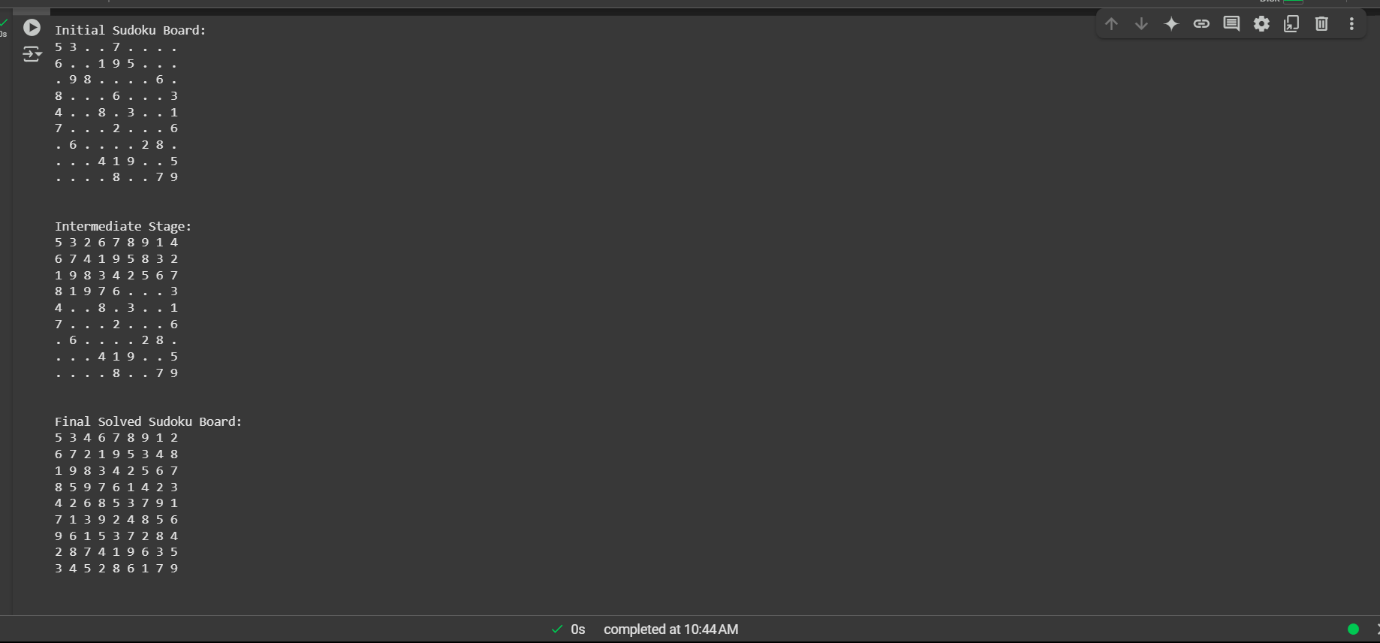 0s
Initial Sudoku Board:
5 3 . . 7 . . . .
6 . . 1 9 5 . . .
. 9 8 . . . . 6 .
8 . . . 6 . . . 3
4 . . 8 . 3 . . 1
7 . . . 2 . . . 6
. 6 . . . . 2 8 .
. . . 4 1 9 . . 5
. . . . 8 . . 7 9
Intermediate Stage:
5 3 2 6 7 8 9 1 4
6 7 4 1 9 5 8 3 2
1 9 8 3 4 2 5 6 7
8 1 9 7 6 . . . 3
4 . . 8 . 3 . . 1
7 . . . 2 . . . 6
. 6 . . . . 2 8 .
. . . 4 1 9 . . 5
. . . . 8 . . 7 9
Final Solved Sudoku Board:
5 3 4 6 7 8 9 1 2
6 7 2 1 9 5 3 4 8
1 9 8 3 4 2 5 6 7
8 5 9 7 6 1 4 2 3
4 2 6 8 5 3 7 9 1
7 1 3 9 2 4 8 5 6
9 6 1 5 3 7 2 8 4
2 8 7 4 1 9 6 3 5
3 4 5 2 8 6 1 7 9
0s completed at 10:44 AM